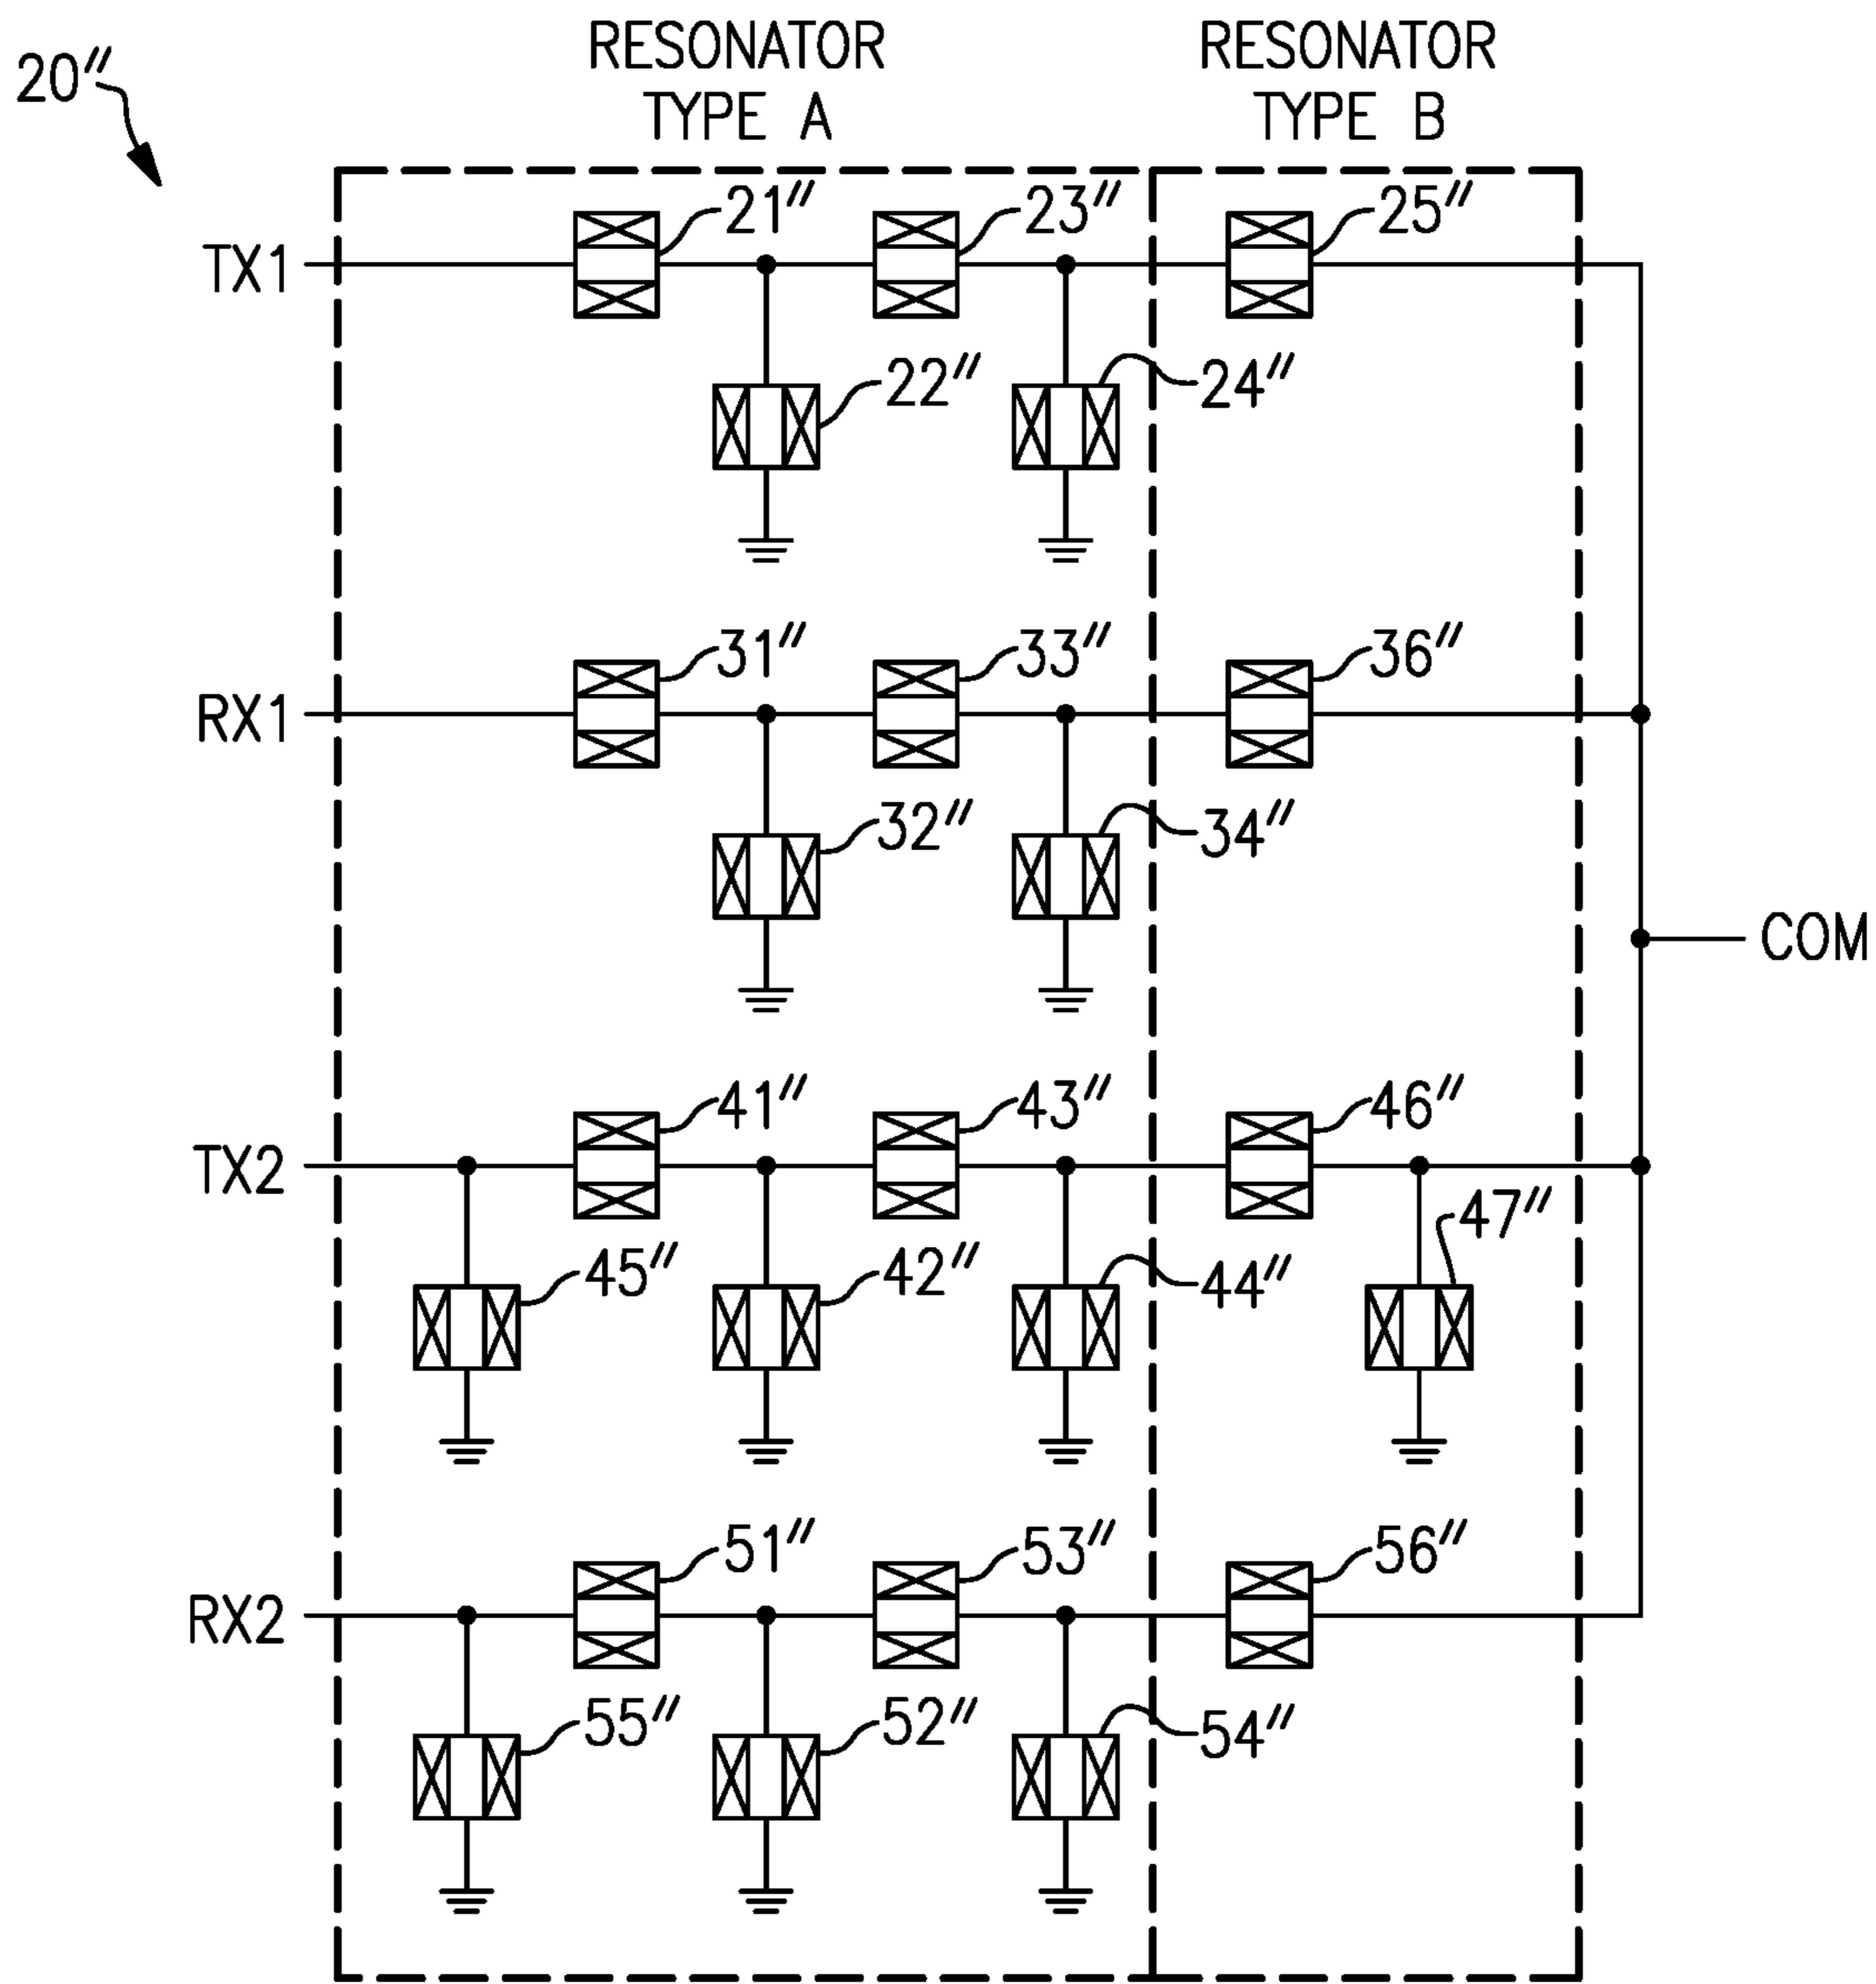 20″
RESONATOR
TYPE A
RESONATOR
TYPE B
TX1
21″
23″
25″
22″
24″
RX1
31″
33″
36″
32″
34″
COM
TX2
41″
43″
46″
45″
42″
44″
47″
RX2
51″
53″
56″
55″
52″
54″